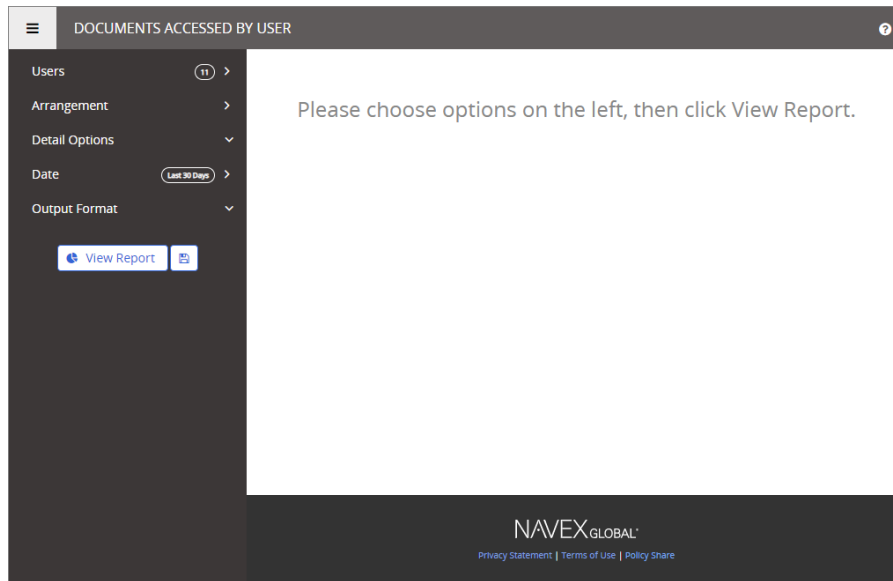 DOCUMENTS ACCESSED BY USER
Users 11
Arrangement
Detail Options
Date Last 30 Days
Output Format
View Report
Please choose options on the left, then click View Report.
NAVEX GLOBAL
Privacy Statement | Terms of Use | Policy Share